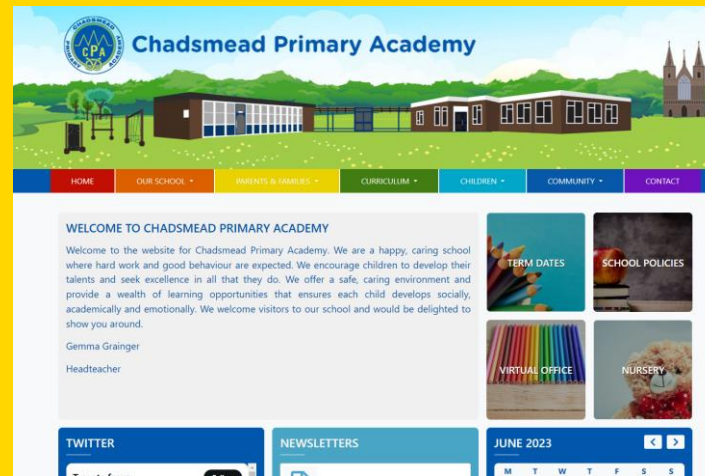 CHADSMEAD
CPA
PRIMARY ACADEMY
Chadsmead Primary Academy
HOME
OUR SCHOOL
PARENTS & FAMILIES
CURRICULUM
CHILDREN
COMMUNITY
CONTACT
WELCOME TO CHADSMEAD PRIMARY ACADEMY
Welcome to the website for Chadsmead Primary Academy. We are a happy, caring school
where hard work and good behaviour are expected. We encourage children to develop their
talents and seek excellence in all that they do. We offer a safe, caring environment and
provide a wealth of learning opportunities that ensures each child develops socially,
academically and emotionally. We welcome visitors to our school and would be delighted to
show you around.
Gemma Grainger
Headteacher
TERM DATES
SCHOOL POLICIES
VIRTUAL OFFICE
NURSERY
TWITTER
NEWSLETTERS
JUNE 2023
M T W T F S S